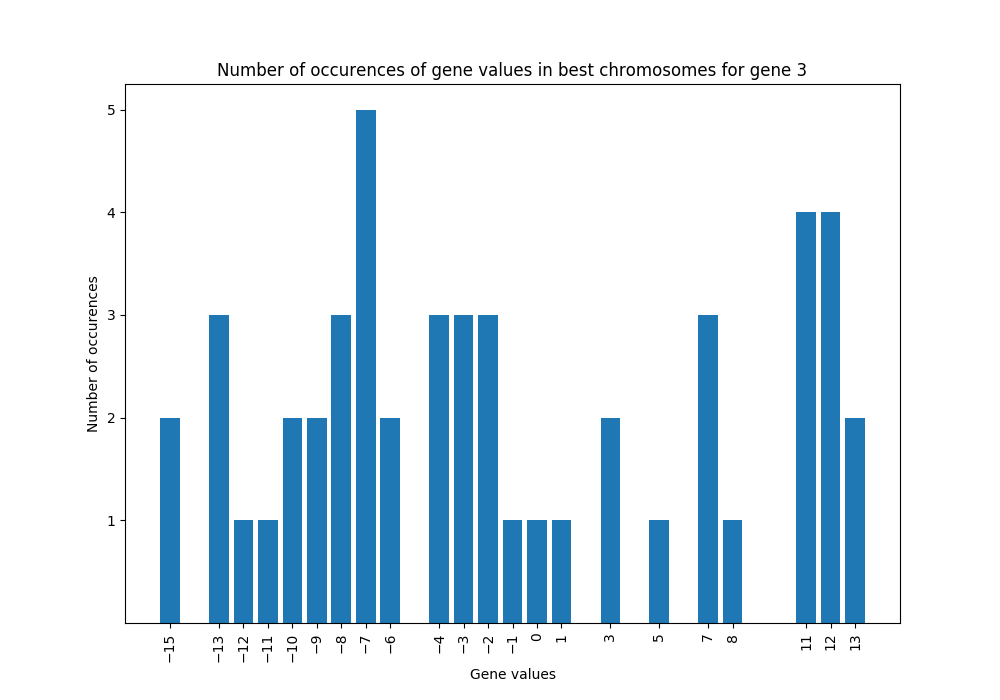 Number of occurences of gene values in best chromosomes for gene 3
Number of occurences
5
4
3
2
1
−15 −13 −12 −11 −10 −9 −8 −7 −6 −4 −3 −2 −1 0 1 3 5 7 8 11 12 13
Gene values